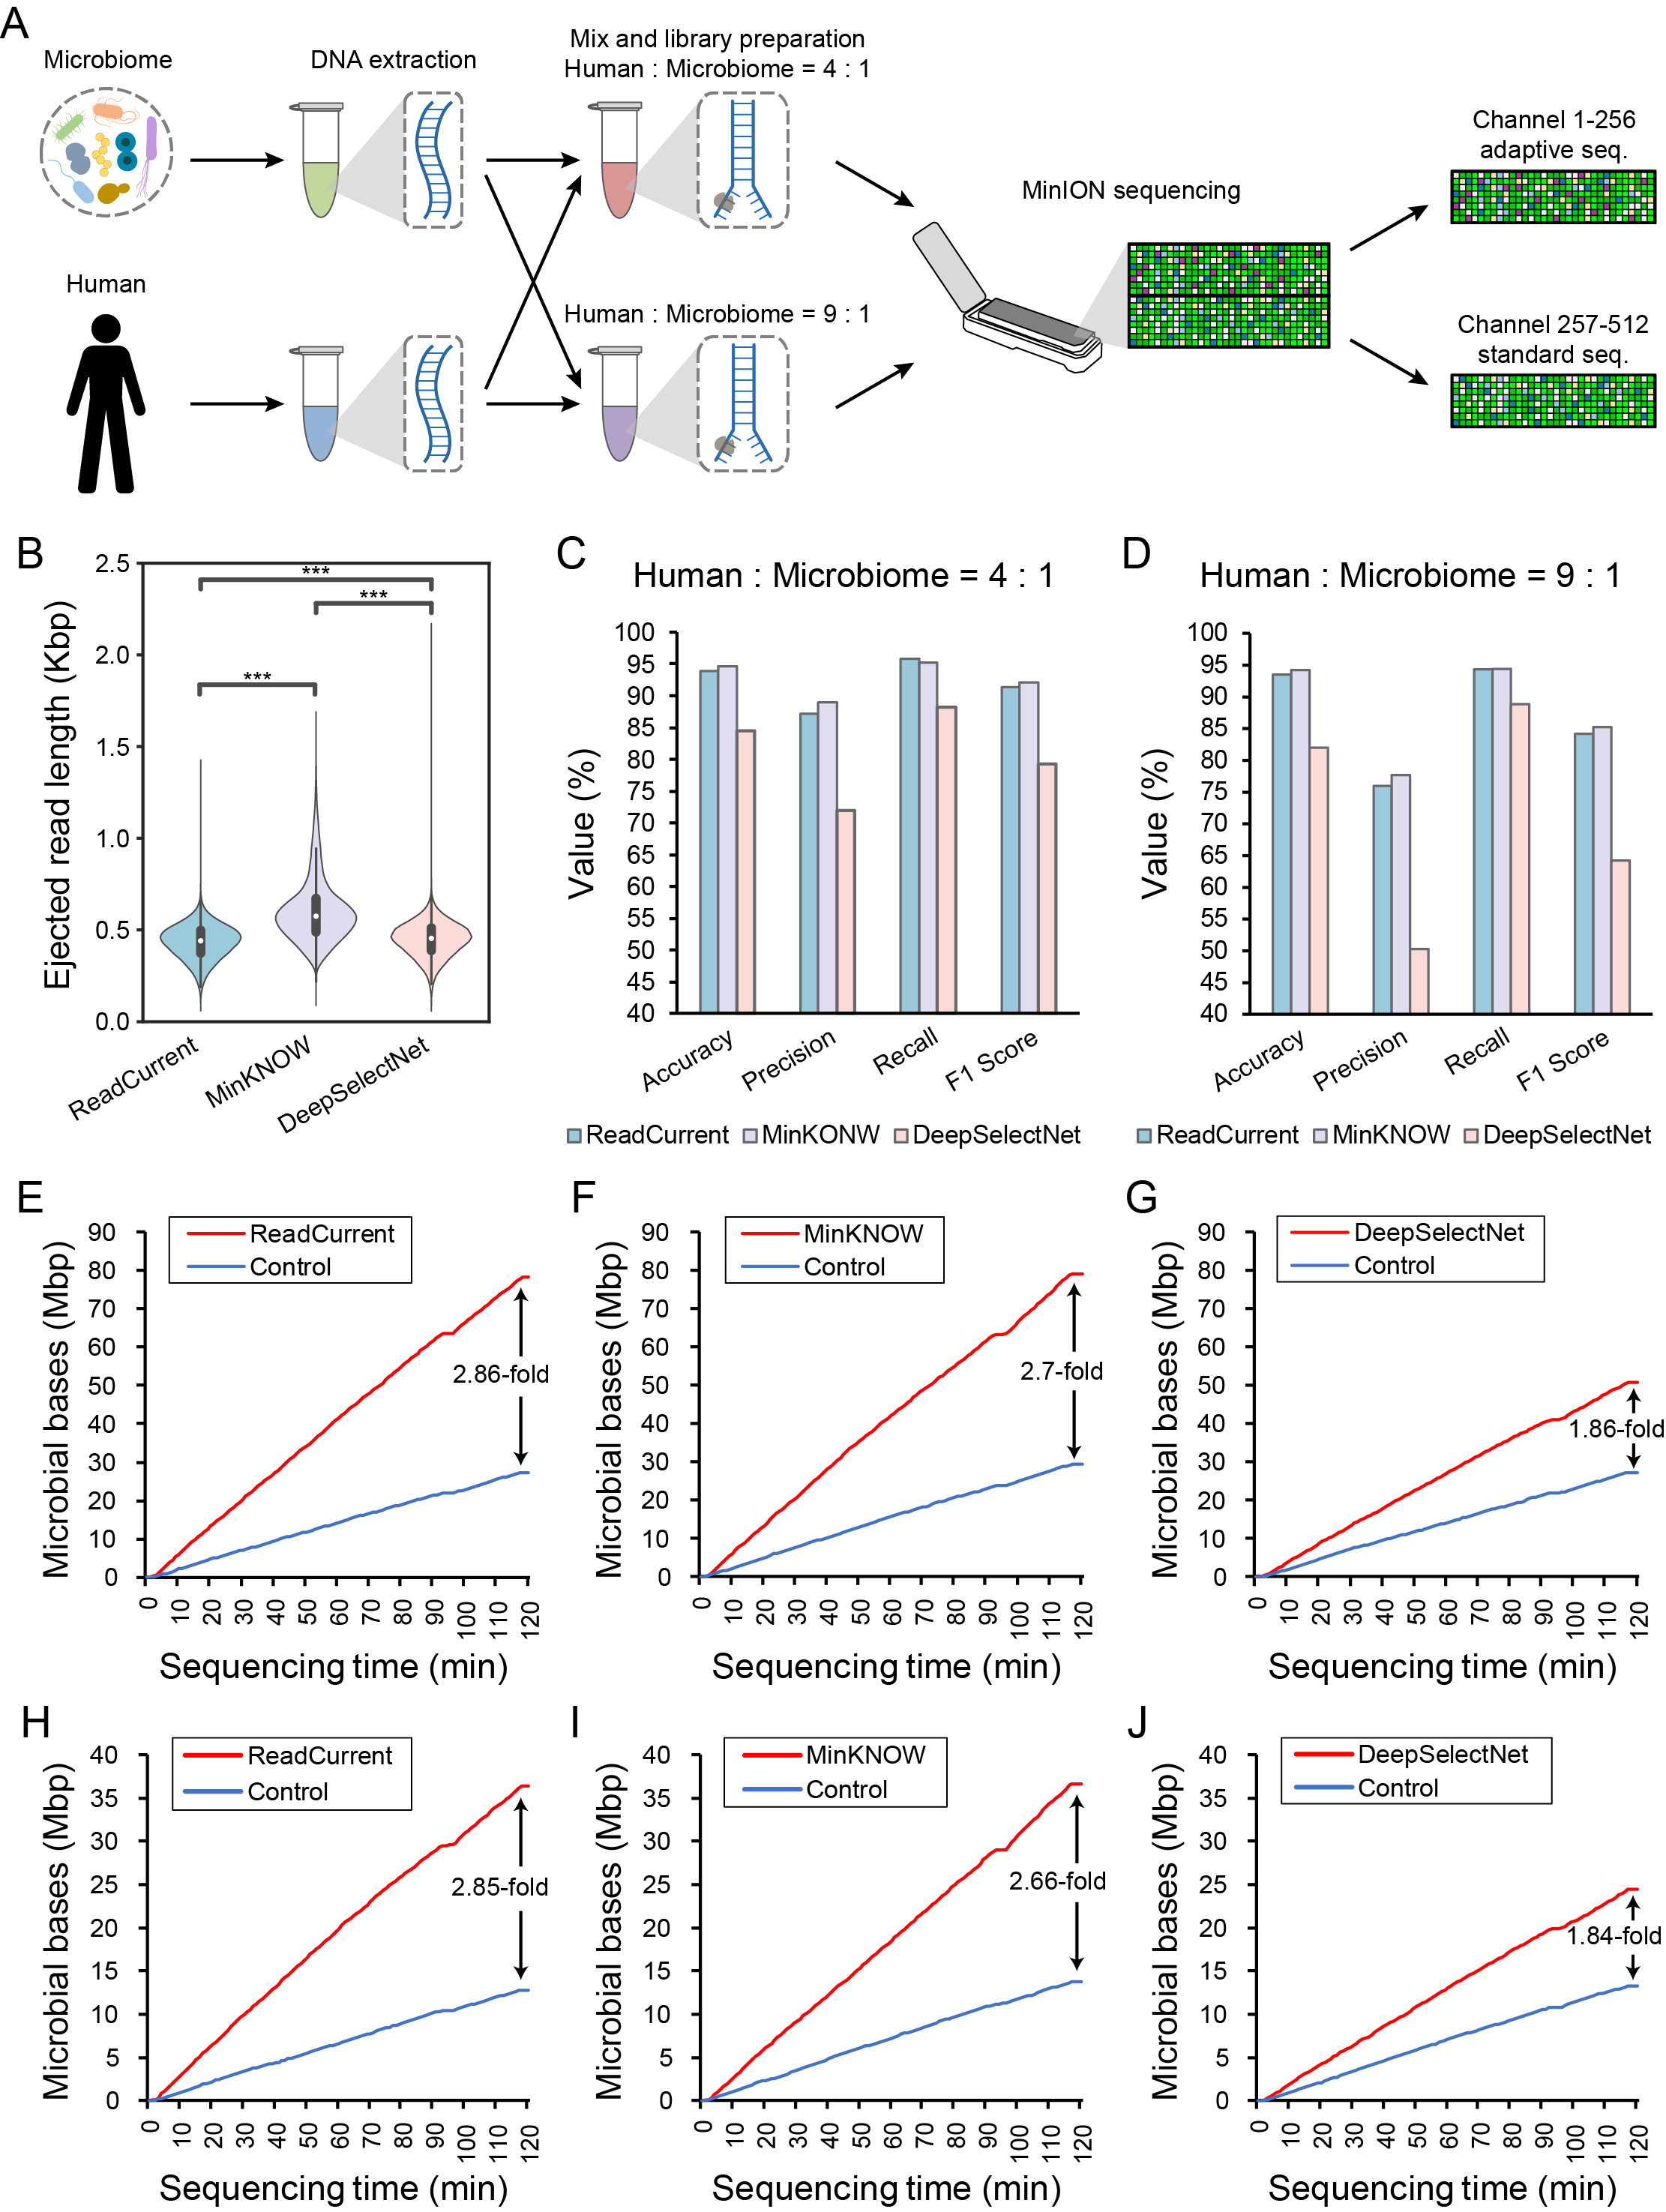 A
Microbiome
DNA extraction
Mix and library preparation
Human : Microbiome = 4 : 1
Human
Human : Microbiome = 9 : 1
MinION sequencing
Channel 1-256
adaptive seq.
Channel 257-512
standard seq.
B
Ejected read length (Kbp)
2.5
2.0
1.5
1.0
0.5
0.0
***
***
***
ReadCurrent
MinKNOW
DeepSelectNet
C
Human : Microbiome = 4 : 1
Value (%)
100
95
90
85
80
75
70
65
60
55
50
45
40
Accuracy
Precision
Recall
F1 Score
ReadCurrent
MinKONW
DeepSelectNet
D
Human : Microbiome = 9 : 1
Value (%)
100
95
90
85
80
75
70
65
60
55
50
45
40
Accuracy
Precision
Recall
F1 Score
ReadCurrent
MinKNOW
DeepSelectNet
E
Microbial bases (Mbp)
90
80
70
60
50
40
30
20
10
0
ReadCurrent
Control
2.86-fold
0 10 20 30 40 50 60 70 80 90 100 110 120
Sequencing time (min)
F
Microbial bases (Mbp)
90
80
70
60
50
40
30
20
10
0
MinKNOW
Control
2.7-fold
0 10 20 30 40 50 60 70 80 90 100 110 120
Sequencing time (min)
G
Microbial bases (Mbp)
90
80
70
60
50
40
30
20
10
0
DeepSelectNet
Control
1.86-fold
0 10 20 30 40 50 60 70 80 90 100 110 120
Sequencing time (min)
H
Microbial bases (Mbp)
40
35
30
25
20
15
10
5
0
ReadCurrent
Control
2.85-fold
0 10 20 30 40 50 60 70 80 90 100 110 120
Sequencing time (min)
I
Microbial bases (Mbp)
40
35
30
25
20
15
10
5
0
MinKNOW
Control
2.66-fold
0 10 20 30 40 50 60 70 80 90 100 110 120
Sequencing time (min)
J
Microbial bases (Mbp)
40
35
30
25
20
15
10
5
0
DeepSelectNet
Control
1.84-fold
0 10 20 30 40 50 60 70 80 90 100 110 120
Sequencing time (min)